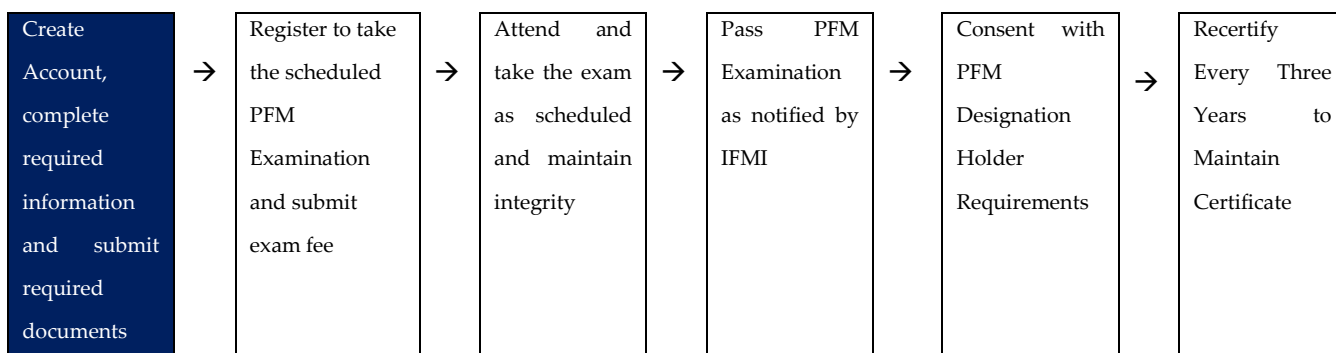 Create
Account,
complete
required
information
and submit
required
documents
→
Register to take
the scheduled
PFM
Examination
and submit
exam fee
→
Attend and
take the exam
as scheduled
and maintain
integrity
→
Pass PFM
Examination
as notified by
IFMI
→
Consent with
PFM
Designation
Holder
Requirements
→
Recertify
Every Three
Years to
Maintain
Certificate